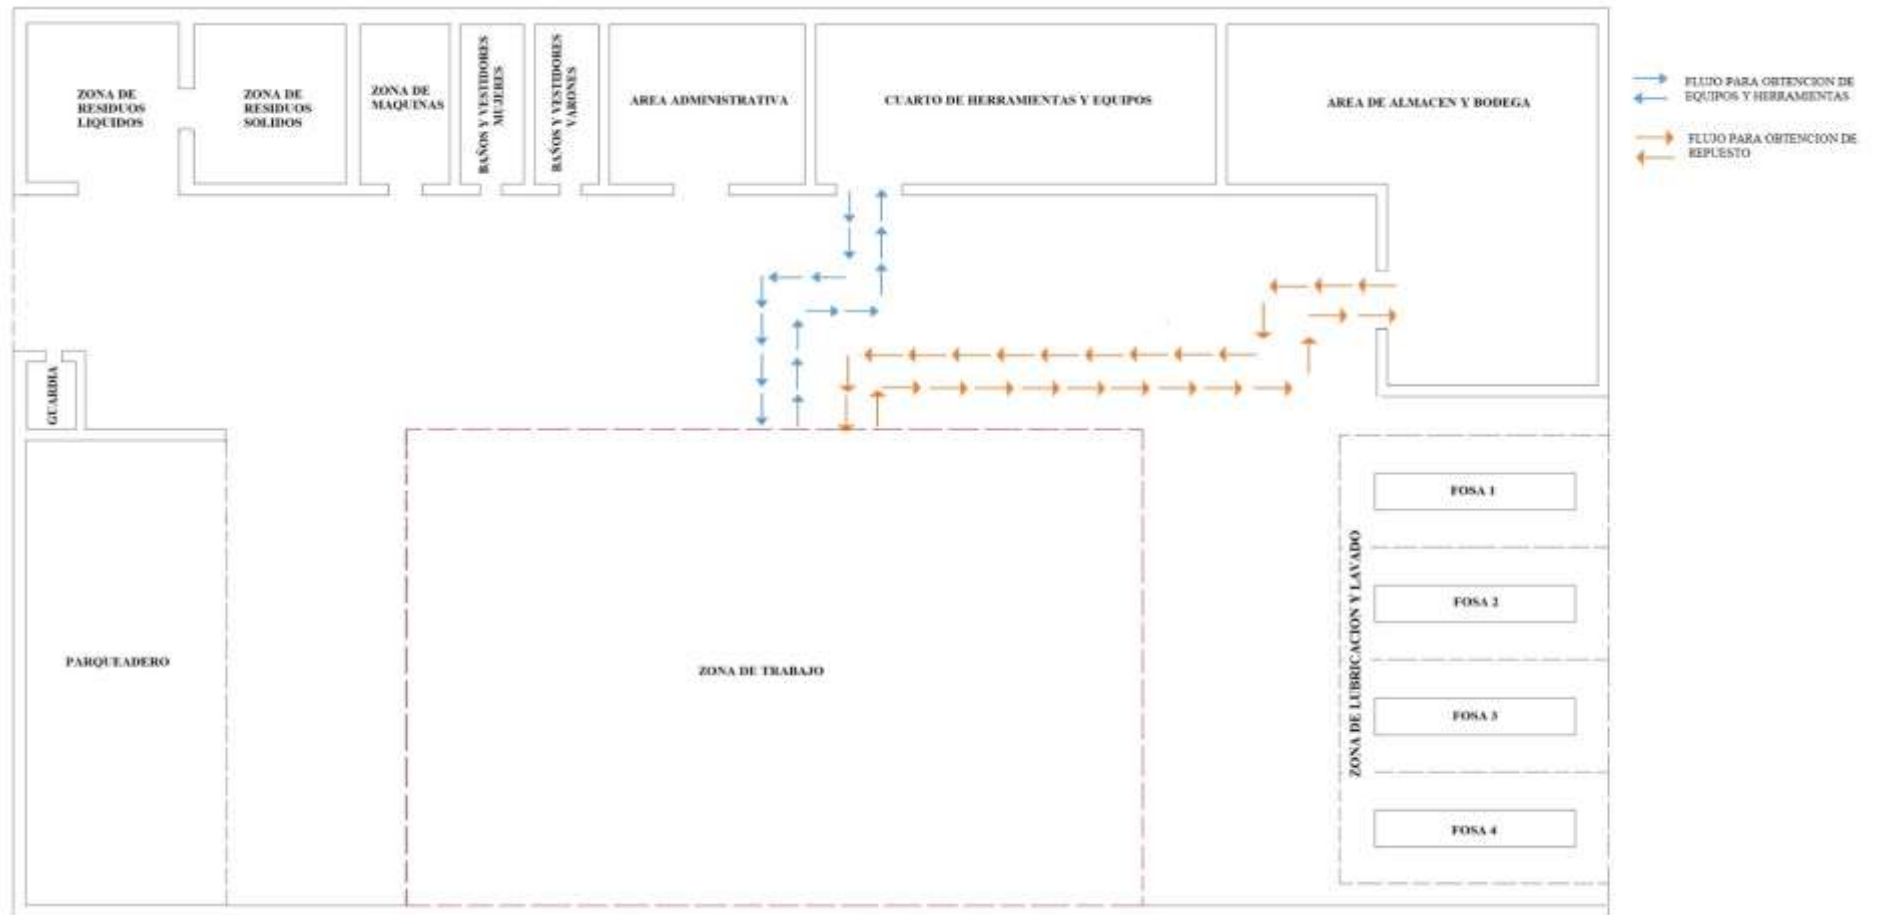 ZONA DE
RESIDUOS
LIQUIDOS
ZONA DE
RESIDUOS
SOLIDOS
ZONA DE
MAQUINAS
BAÑOS Y VESTIDORES
MUJERES
BAÑOS Y VESTIDORES
VARONES
AREA ADMINISTRATIVA
CUARTO DE HERRAMIENTAS Y EQUIPOS
AREA DE ALMACEN Y BODEGA
FLUJO PARA OBTENCION DE
EQUIPOS Y HERRAMIENTAS
FLUJO PARA OBTENCION DE
REPUESTO
GUARDIA
PARQUEADERO
ZONA DE TRABAJO
ZONA DE LUBRICACION Y LAVADO
FOSA 1
FOSA 2
FOSA 3
FOSA 4